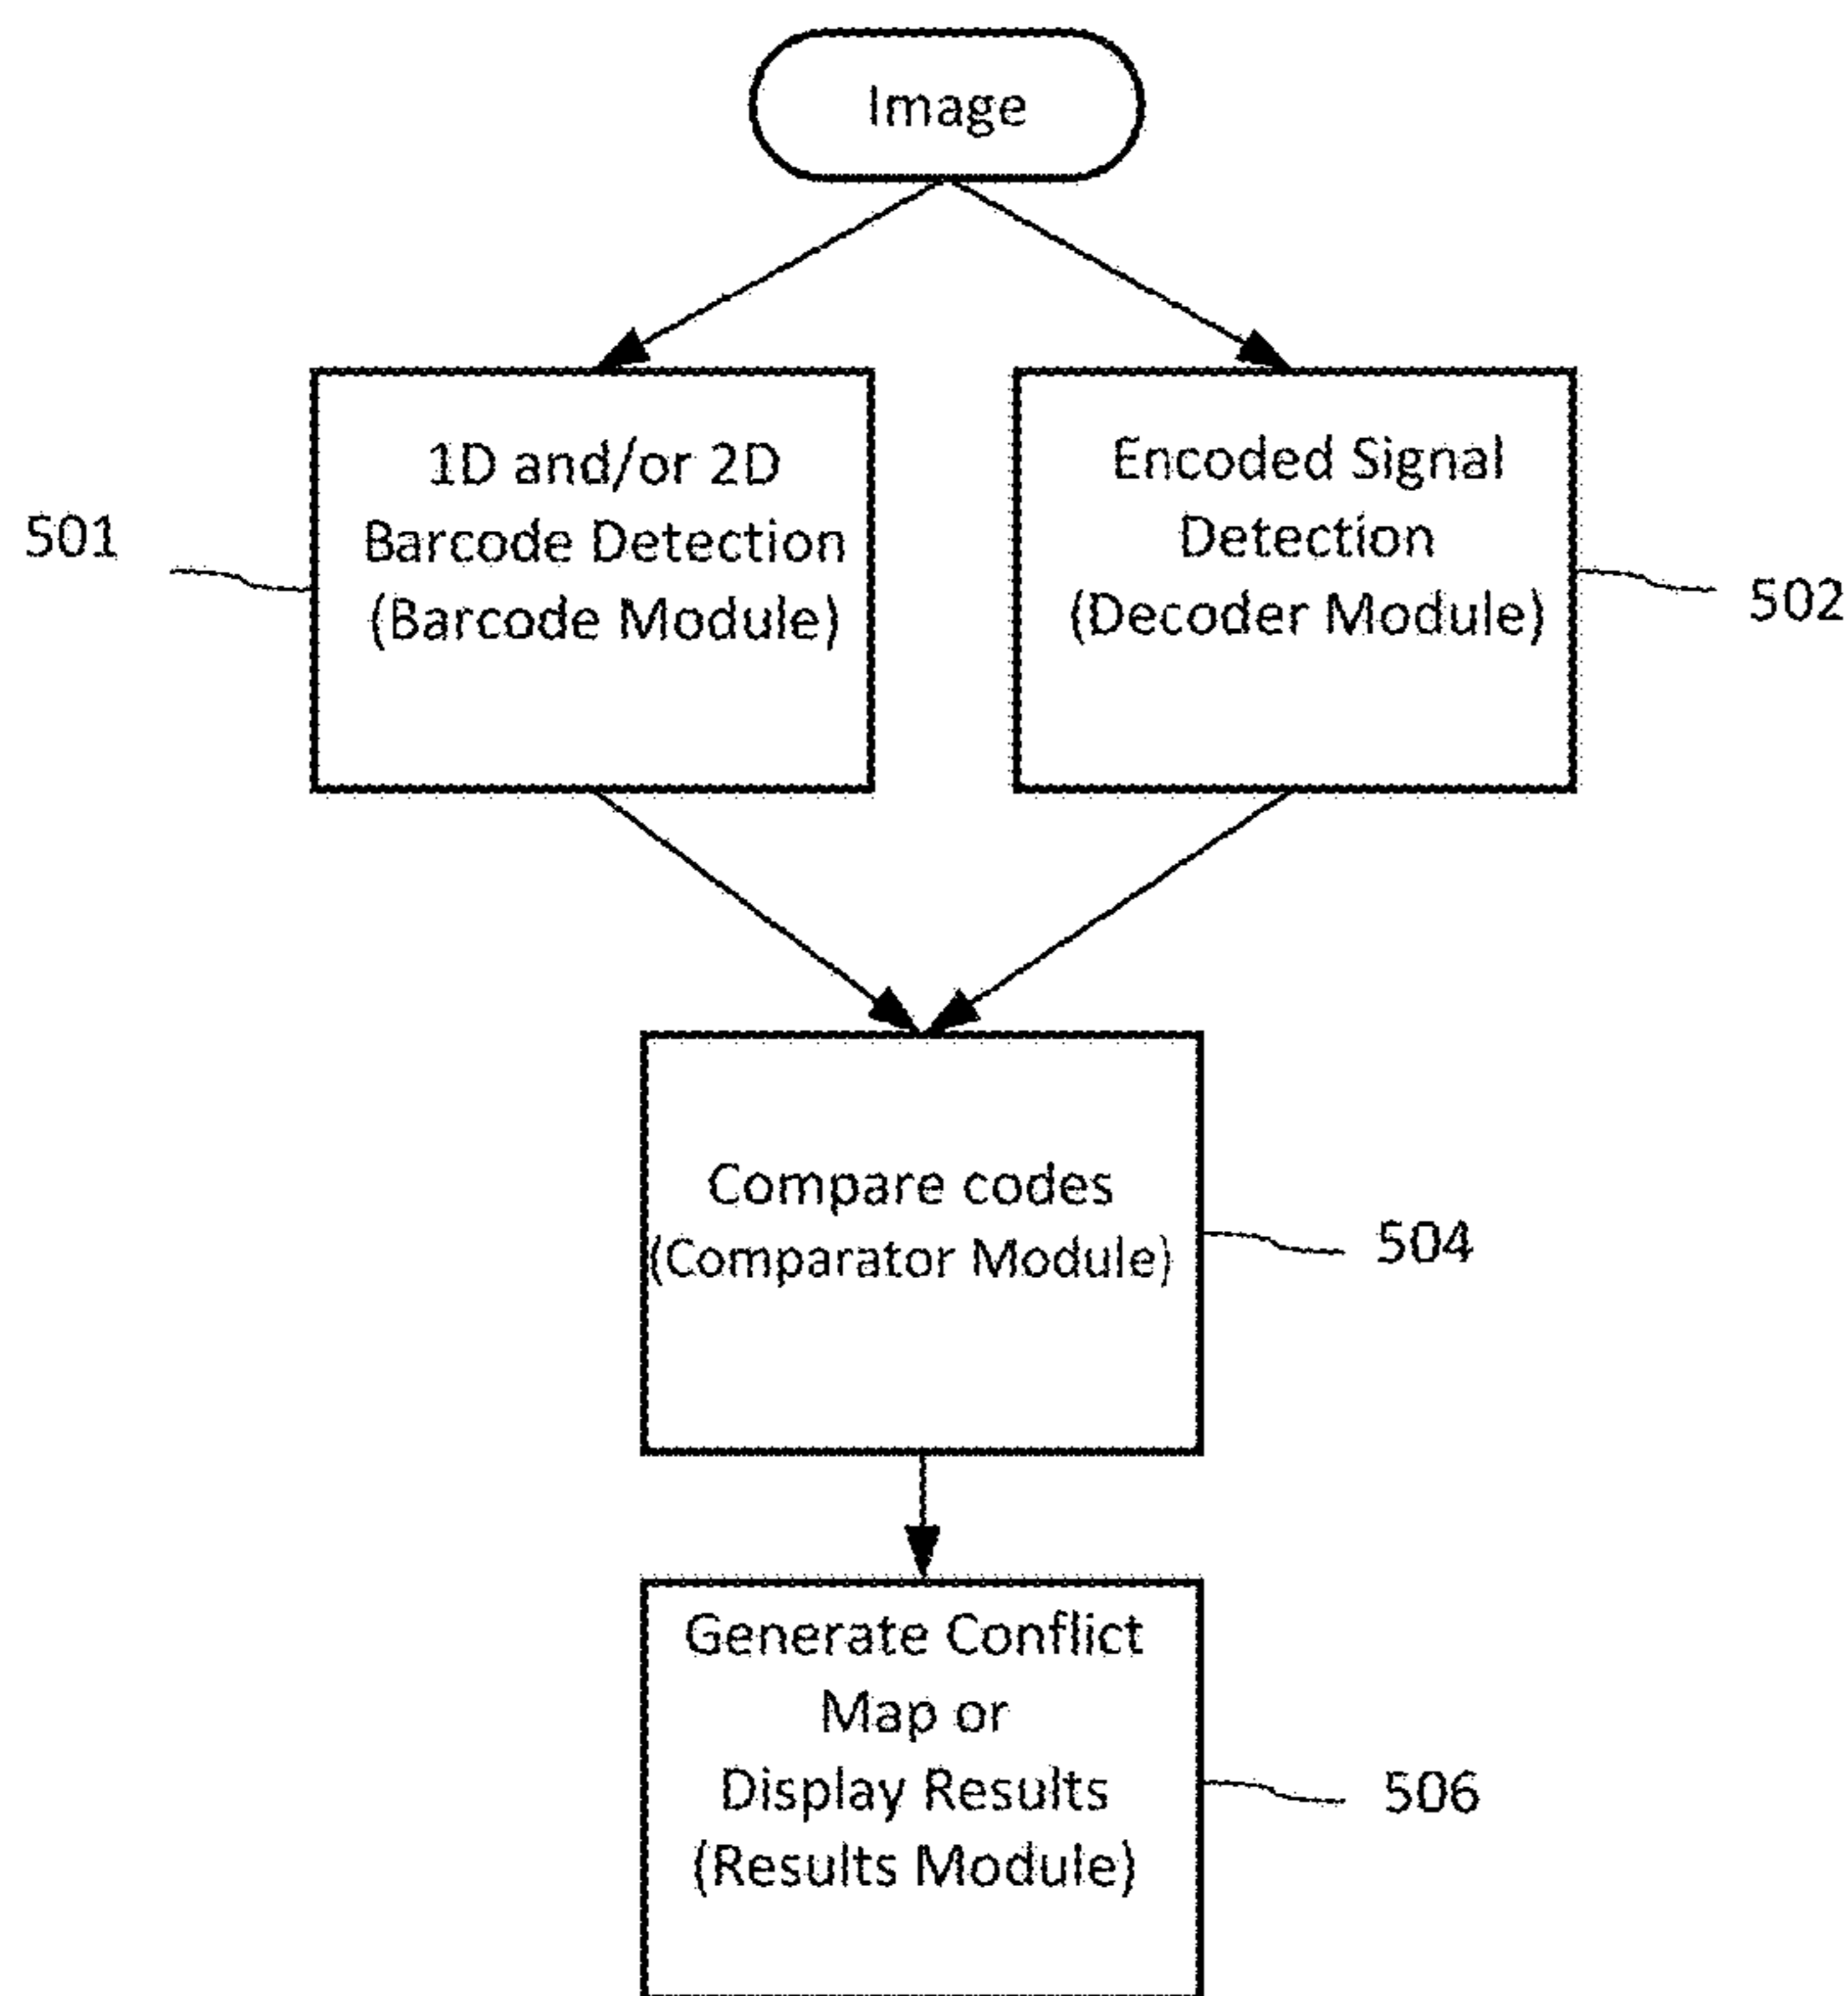 Image
1D and/or 2D
Barcode Detection
(Barcode Module)
501
Encoded Signal
Detection
(Decoder Module)
502
Compare codes
(Comparator Module)
504
Generate Conflict
Map or
Display Results
(Results Module)
506